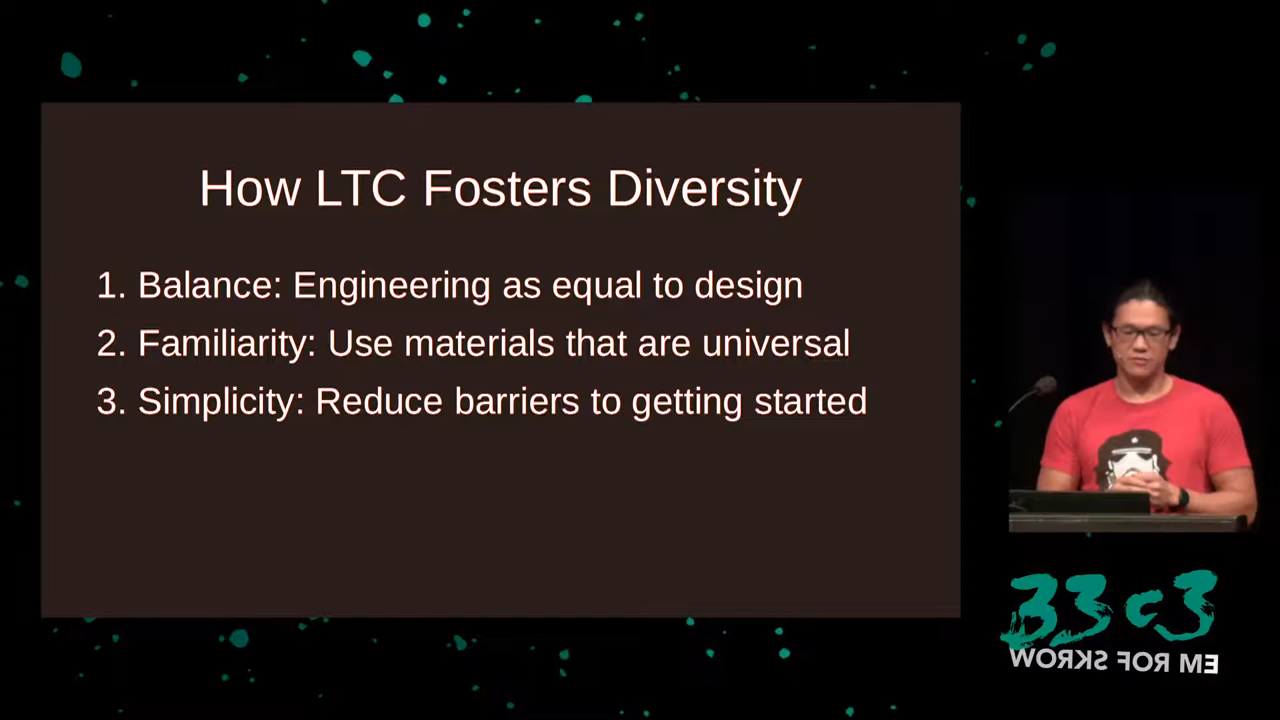 How LTC Fosters Diversity
1. Balance: Engineering as equal to design
2. Familiarity: Use materials that are universal
3. Simplicity: Reduce barriers to getting started
33c3
WORKS FOR ME